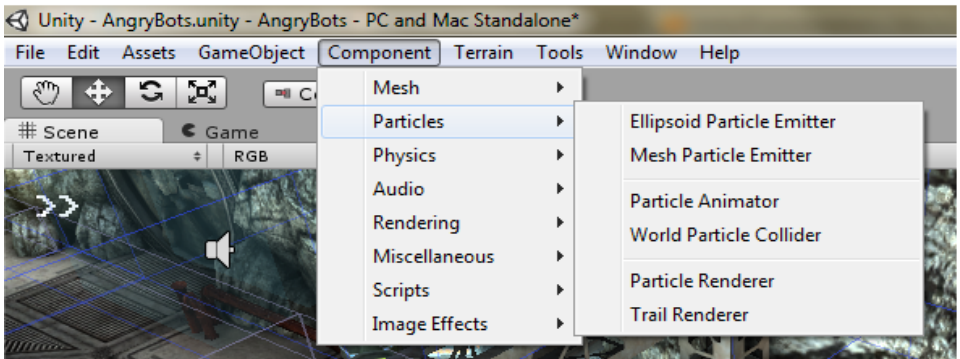 Unity - AngryBots.unity - AngryBots - PC and Mac Standalone*
File Edit Assets GameObject Component Terrain Tools Window Help
Mesh
Particles
Physics
Audio
Rendering
Miscellaneous
Scripts
Image Effects
Ellipsoid Particle Emitter
Mesh Particle Emitter
Particle Animator
World Particle Collider
Particle Renderer
Trail Renderer
Scene Game
Textured RGB
>>